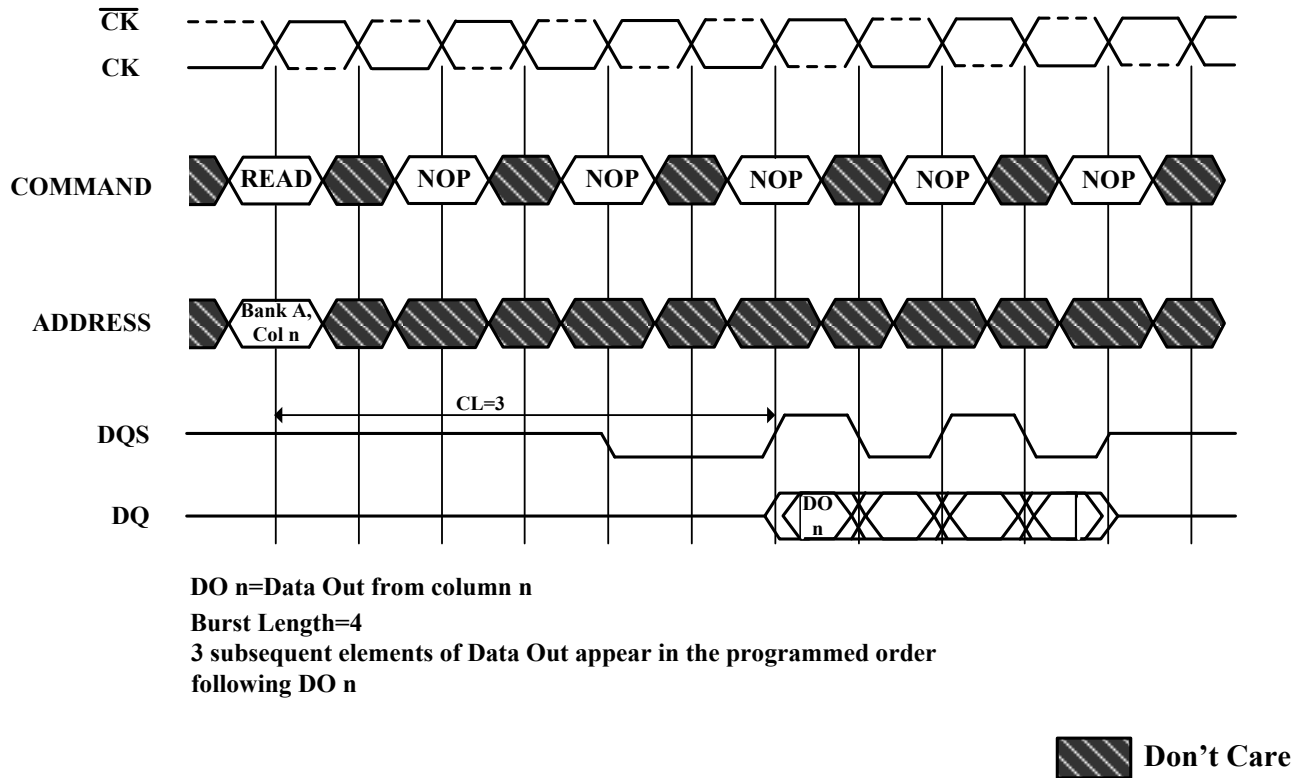 CK
CK
COMMAND
READ
NOP
NOP
NOP
NOP
NOP
ADDRESS
Bank A,
Col n
CL=3
DQS
DQ
DO
n
DO n=Data Out from column n
Burst Length=4
3 subsequent elements of Data Out appear in the programmed order
following DO n
Don't Care